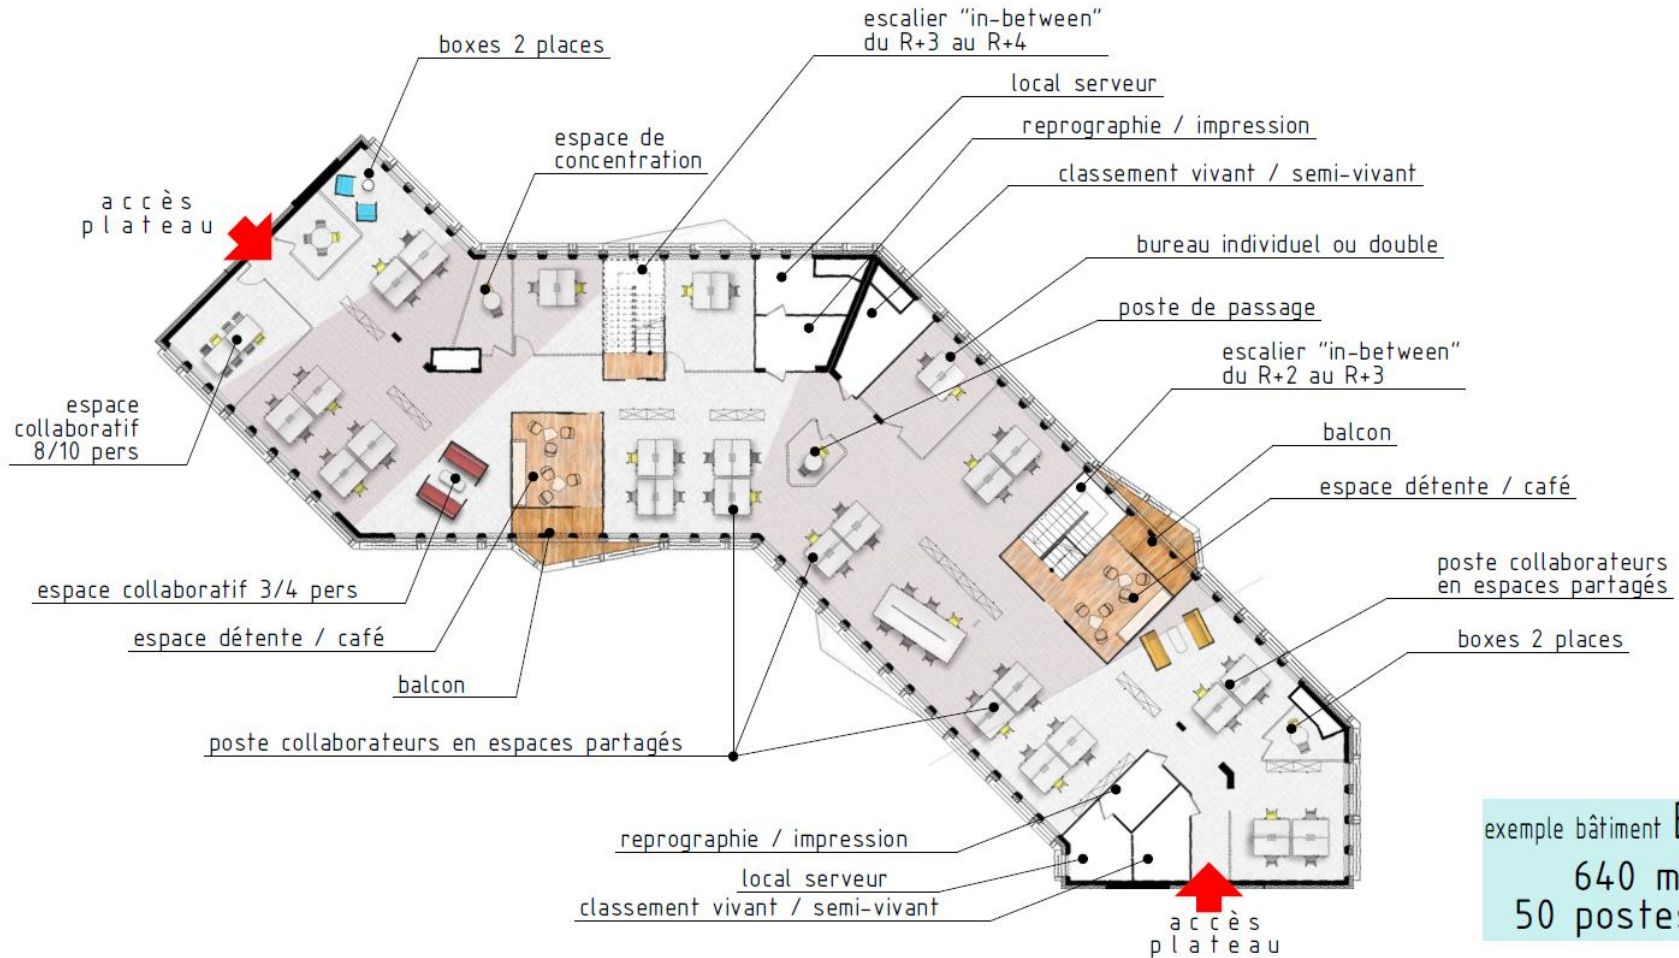 escalier "in-between"
du R+3 au R+4
boxes 2 places
local serveur
reprographie / impression
espace de
concentration
classement vivant / semi-vivant
accès
plateau
bureau individuel ou double
poste de passage
escalier "in-between"
du R+2 au R+3
espace
collaboratif
8/10 pers
balcon
espace détente / café
poste collaborateurs
en espaces partagés
espace collaboratif 3/4 pers
espace détente / café
boxes 2 places
balcon
poste collaborateurs en espaces partagés
reprographie / impression
local serveur
classement vivant / semi-vivant
accès
plateau
exemple bâtiment
640 m
50 postes